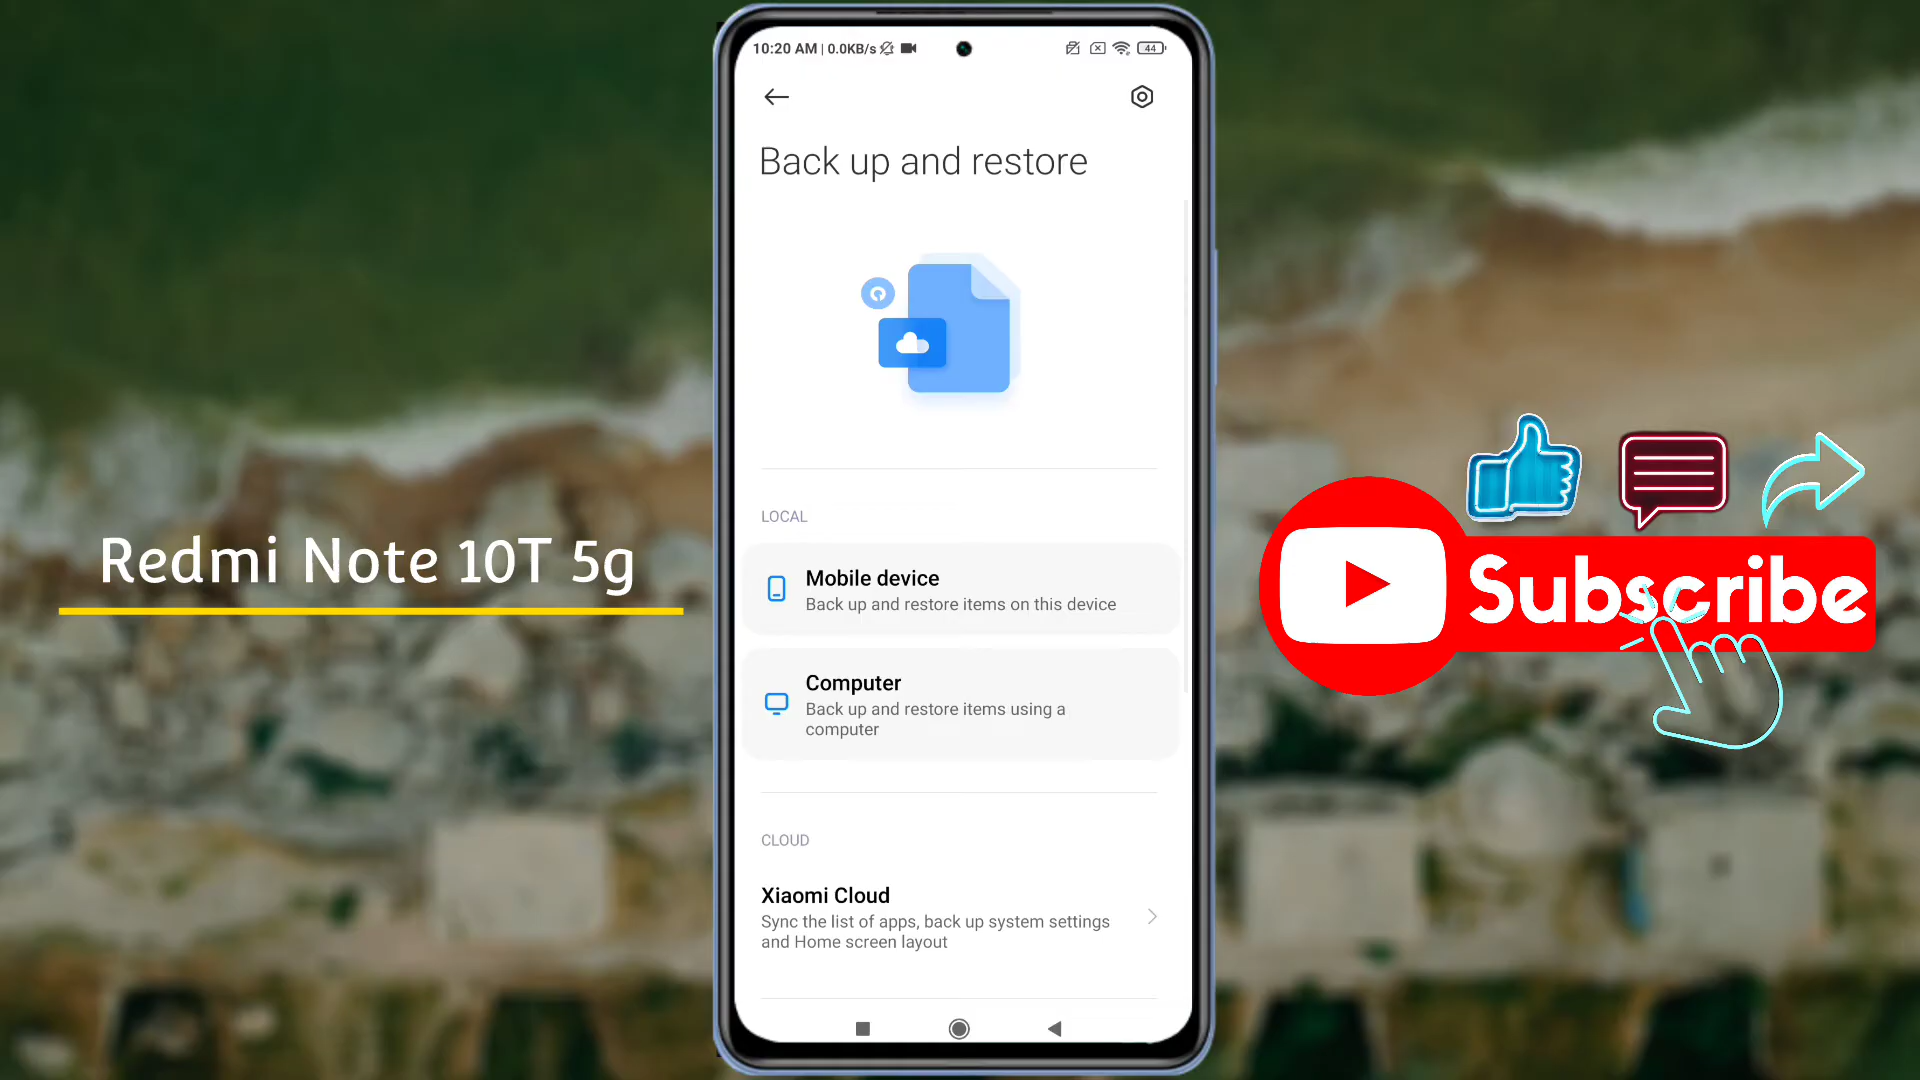 10:20 AM | 0.0KB/s
44
Back up and restore
LOCAL
Mobile device
Back up and restore items on this device
Computer
Back up and restore items using a
computer
CLOUD
Xiaomi Cloud
Sync the list of apps, back up system settings
and Home screen layout
Redmi Note 10T 5g
Subscribe